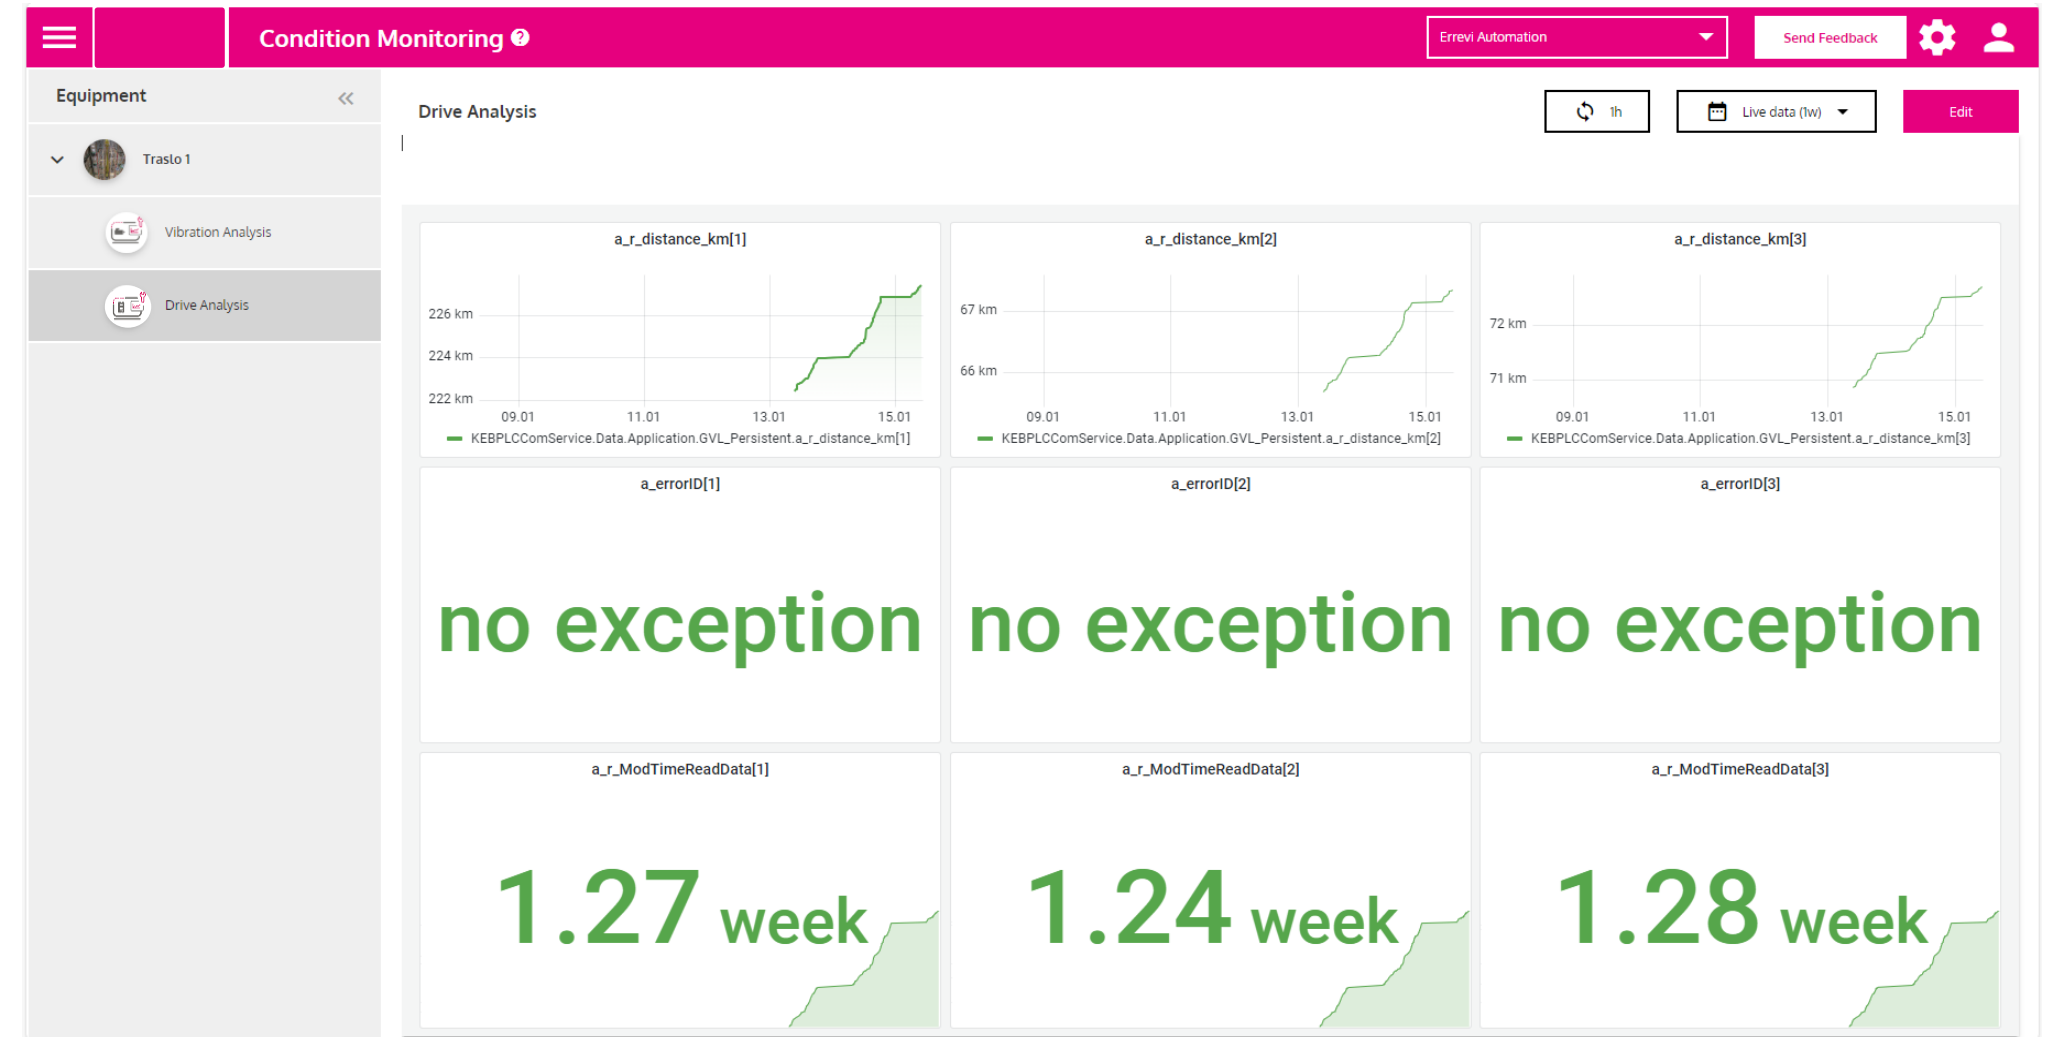 Condition Monitoring ?
Errevi Automation
Send Feedback
Equipment
Traslo 1
Vibration Analysis
Drive Analysis
Drive Analysis
1h
Live data (1w)
Edit
a_r_distance_km[1]
226 km
224 km
222 km
09.01 11.01 13.01 15.01
KEBPLCComService.Data.Application.GVL_Persistent.a_r_distance_km[1]
a_r_distance_km[2]
67 km
66 km
09.01 11.01 13.01 15.01
KEBPLCComService.Data.Application.GVL_Persistent.a_r_distance_km[2]
a_r_distance_km[3]
72 km
71 km
09.01 11.01 13.01 15.01
KEBPLCComService.Data.Application.GVL_Persistent.a_r_distance_km[3]
a_errorID[1]
no exception
a_errorID[2]
no exception
a_errorID[3]
no exception
a_r_ModTimeReadData[1]
1.27 week
a_r_ModTimeReadData[2]
1.24 week
a_r_ModTimeReadData[3]
1.28 week